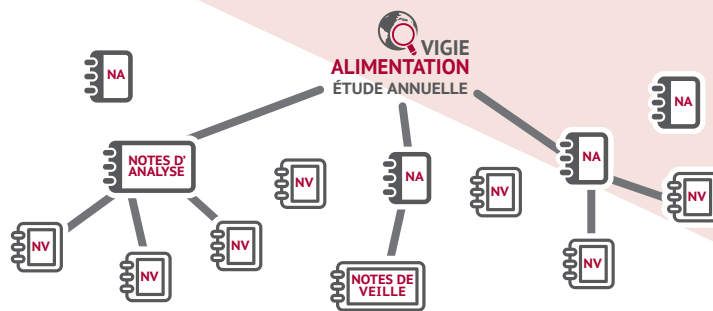 VIGIE
ALIMENTATION
ÉTUDE ANNUELLE
NA
NA
NOTES D'
ANALYSE
NA
NA
NV
NV
NV
NV
NV
NV
NV
NOTES DE
VEILLE
NV